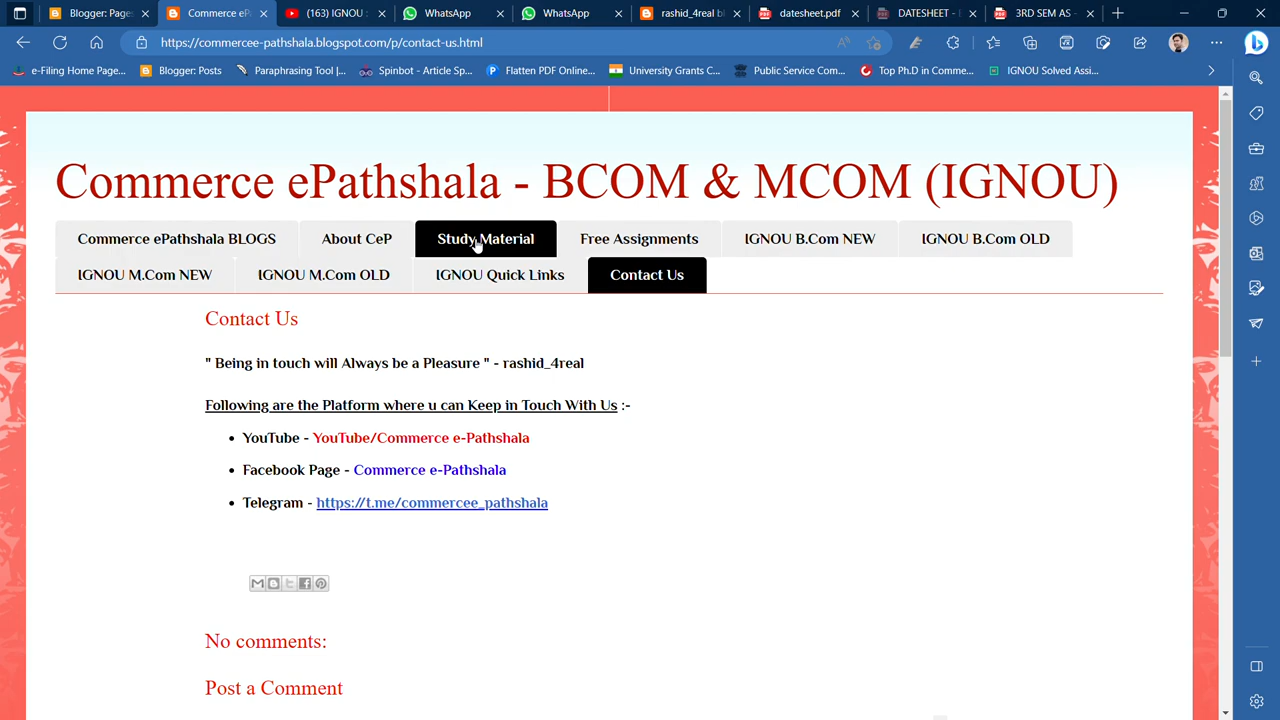 Blogger: Pages
Commerce eP
(163) IGNOU :
WhatsApp
WhatsApp
rashid_4real bl
datesheet.pdf
DATESHEET -
3RD SEM AS -
https://commercee-pathshala.blogspot.com/p/contact-us.html
e-Filing Home Page...
Blogger: Posts
Paraphrasing Tool |...
Spinbot - Article Sp...
Flatten PDF Online...
University Grants C...
Public Service Com...
Top Ph.D in Comme...
IGNOU Solved Assi...
Commerce ePathshala - BCOM & MCOM (IGNOU)
Commerce ePathshala BLOGS
About CeP
Study Material
Free Assignments
IGNOU B.Com NEW
IGNOU B.Com OLD
IGNOU M.Com NEW
IGNOU M.Com OLD
IGNOU Quick Links
Contact Us
Contact Us
" Being in touch will Always be a Pleasure " - rashid_4real
Following are the Platform where u can Keep in Touch With Us :-
• YouTube - YouTube/Commerce e-Pathshala
• Facebook Page - Commerce e-Pathshala
• Telegram - https://t.me/commercee_pathshala
No comments:
Post a Comment